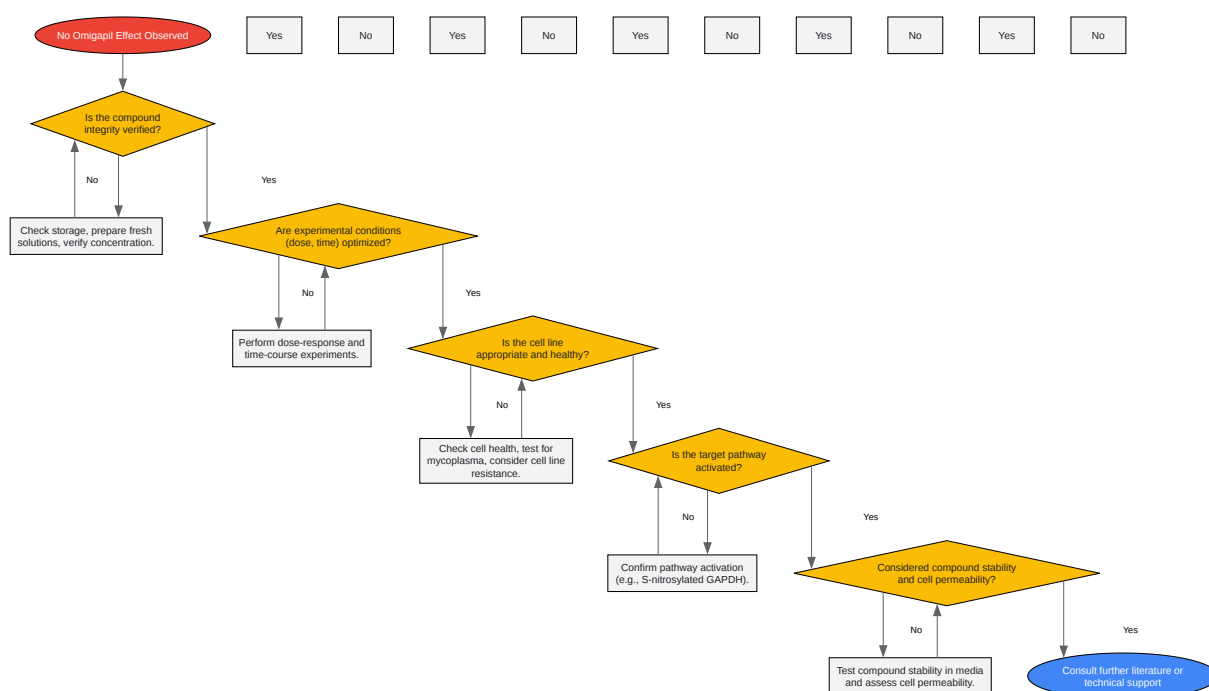 No Omigapil Effect Observed
Yes
No
Yes
No
Yes
No
Yes
No
Yes
No
Is the compound
integrity verified?
No
Yes
Check storage, prepare fresh
solutions, verify concentration.
Are experimental conditions
(dose, time) optimized?
No
Yes
Perform dose-response and
time-course experiments.
Is the cell line
appropriate and healthy?
No
Yes
Check cell health, test for
mycoplasma, consider cell line
resistance.
Is the target pathway
activated?
No
Yes
Confirm pathway activation
(e.g., S-nitrosylated GAPDH).
Considered compound stability
and cell permeability?
No
Yes
Test compound stability in media
and assess cell permeability.
Consult further literature or
technical support